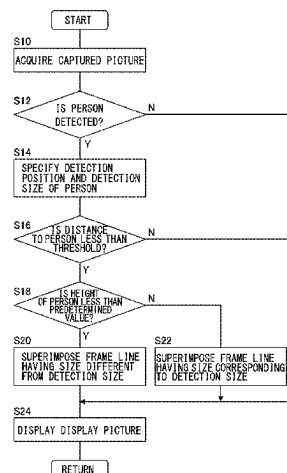 START
S10
ACQUIRE CAPTURED PICTURE
S12
IS PERSON
DETECTED?
N
Y
S14
SPECIFY DETECTION
POSITION AND DETECTION
SIZE OF PERSON
S16
IS DISTANCE
TO PERSON LESS THAN
THRESHOLD?
N
Y
S18
IS HEIGHT
OF PERSON LESS THAN
PREDETERMINED
VALUE?
N
Y
S20
SUPERIMPOSE FRAME LINE
HAVING SIZE DIFFERENT
FROM DETECTION SIZE
S22
SUPERIMPOSE FRAME LINE
HAVING SIZE CORRESPONDING
TO DETECTION SIZE
S24
DISPLAY DISPLAY PICTURE
RETURN